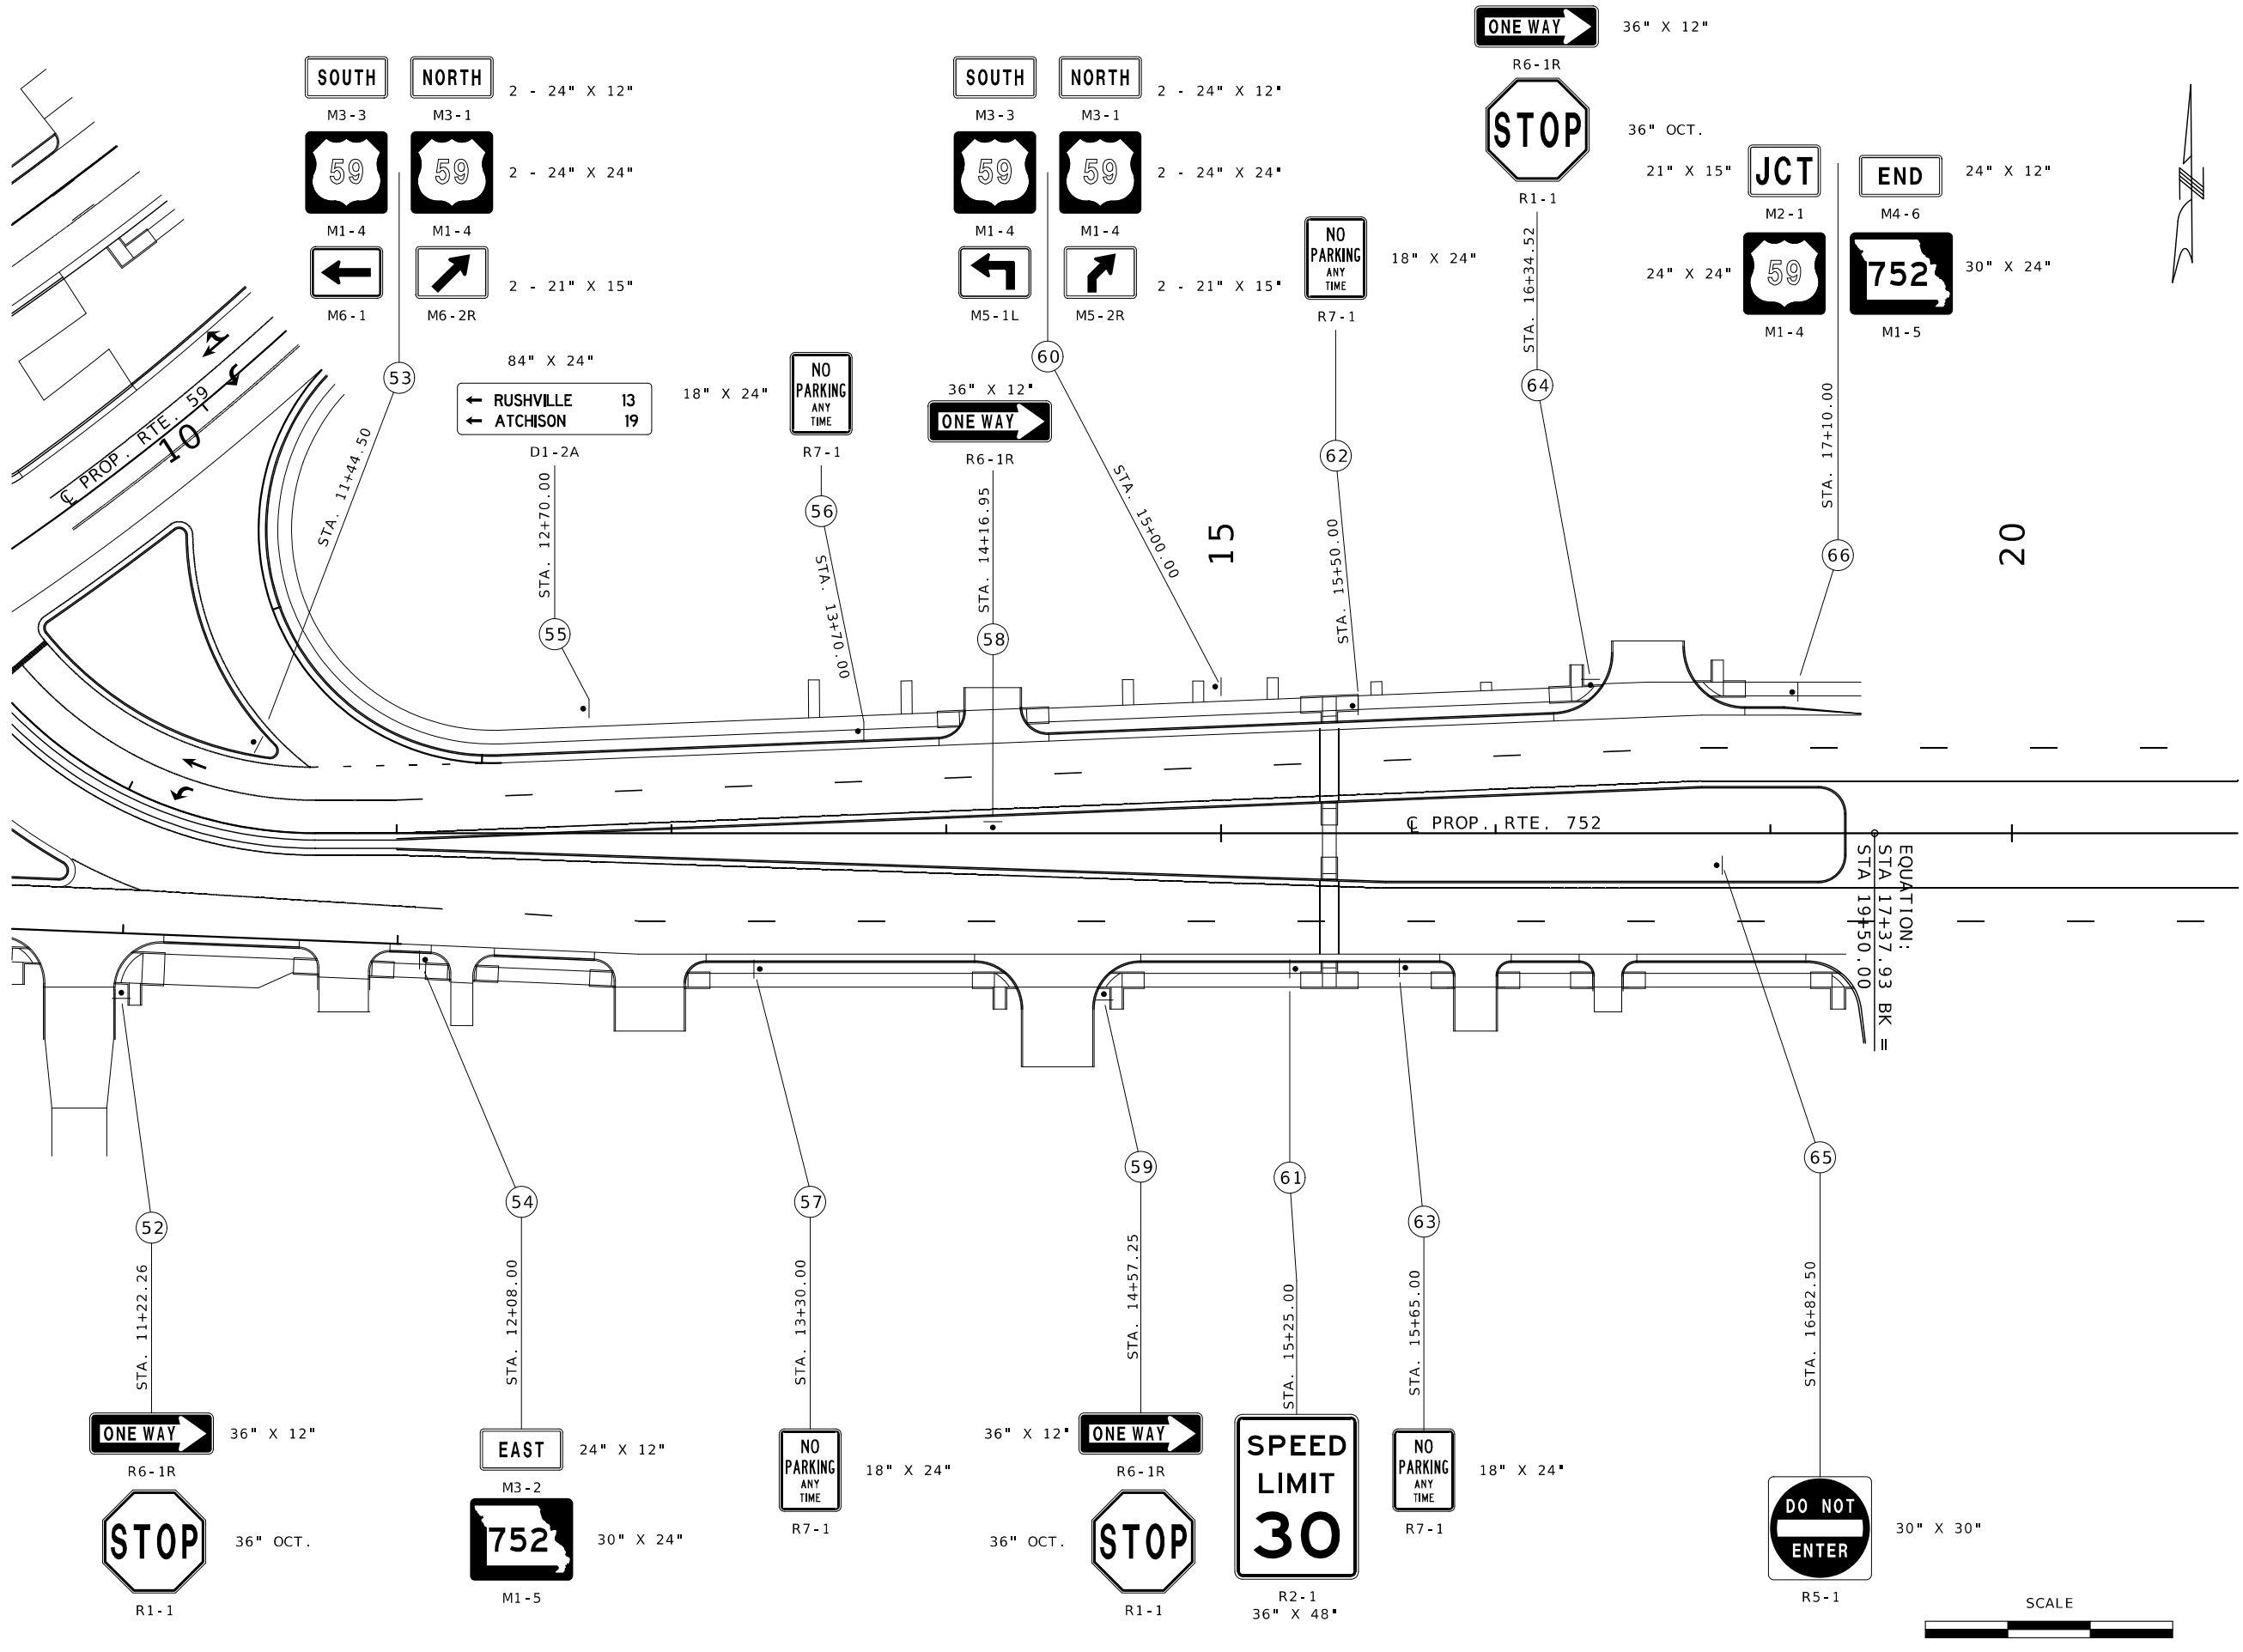 ONE WAY
36" X 12"
R6-1R
STOP
36" OCT.
R1-1
SOUTH
NORTH
2 - 24" X 12"
M3-3
M3-1
59
59
2 - 24" X 24"
M1-4
M1-4
2 - 21" X 15"
M6-1
M6-2R
53
STA. 11+44.50
SOUTH
NORTH
2 - 24" X 12"
M3-3
M3-1
59
59
2 - 24" X 24"
M1-4
M1-4
2 - 21" X 15"
M5-1L
M5-2R
60
STA. 15+00.00
NO
PARKING
ANY
TIME
18" X 24"
R7-1
62
STA. 15+50.00
STA. 16+34.52
64
21" X 15"
JCT
END
24" X 12"
M2-1
M4-6
24" X 24"
59
752
30" X 24"
M1-4
M1-5
STA. 17+10.00
66
84" X 24"
← RUSHVILLE 13
← ATCHISON 19
D1-2A
STA. 12+70.00
55
18" X 24"
NO
PARKING
ANY
TIME
R7-1
56
STA. 13+70.00
36" X 12"
ONE WAY
R6-1R
STA. 14+16.95
58
℄ PROP. RTE. 59
10
15
20
℄ PROP. RTE. 752
EQUATION:
STA 17+37.93 BK =
STA 19+50.00
52
STA. 11+22.26
ONE WAY
36" X 12"
R6-1R
STOP
36" OCT.
R1-1
54
STA. 12+08.00
EAST
24" X 12"
M3-2
752
30" X 24"
M1-5
57
STA. 13+30.00
NO
PARKING
ANY
TIME
18" X 24"
R7-1
59
STA. 14+57.25
36" X 12"
ONE WAY
R6-1R
36" OCT.
STOP
R1-1
61
STA. 15+25.00
SPEED
LIMIT
30
R2-1
36" X 48"
63
STA. 15+65.00
NO
PARKING
ANY
TIME
18" X 24"
R7-1
65
STA. 16+82.50
DO NOT
ENTER
30" X 30"
R5-1
SCALE